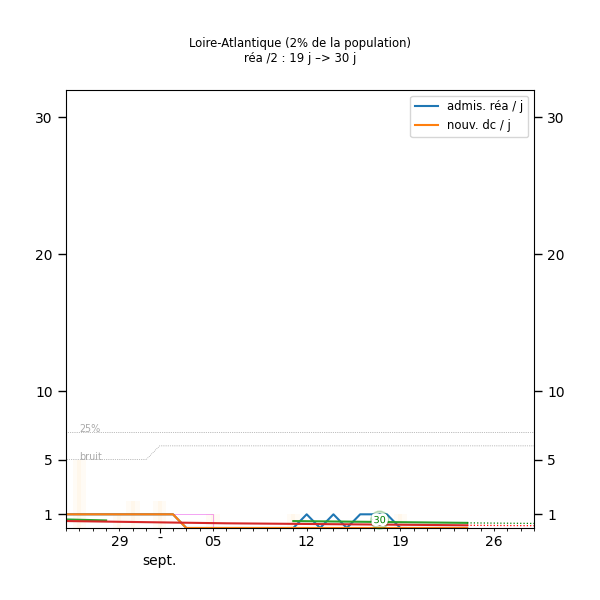 Loire-Atlantique (2% de la population)
réa /2 : 19 j –> 30 j
admis. réa / j
nouv. dc / j
30 30
20 20
10 10
25%
bruit
5 5
1 1
30
29 - 05 12 19 26
sept.